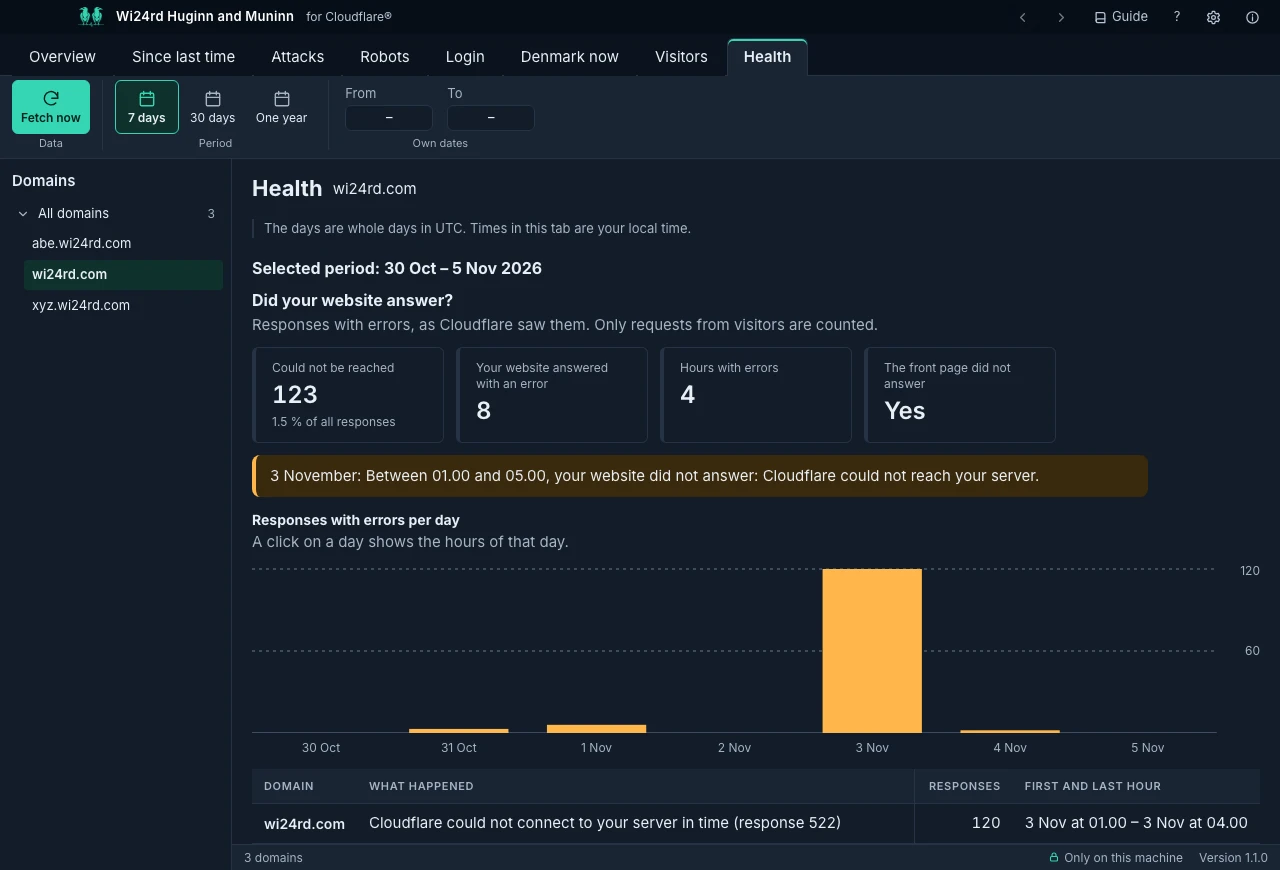 Wi24rd Huginn and Muninn for Cloudflare®
Guide ?
Overview Since last time Attacks Robots Login Denmark now Visitors Health
Fetch now
Data
7 days 30 days One year
Period
From To
– –
Own dates
Domains
All domains 3
abe.wi24rd.com
wi24rd.com
xyz.wi24rd.com
Health wi24rd.com
The days are whole days in UTC. Times in this tab are your local time.
Selected period: 30 Oct – 5 Nov 2026
Did your website answer?
Responses with errors, as Cloudflare saw them. Only requests from visitors are counted.
Could not be reached
123
1.5 % of all responses
Your website answered
with an error
8
Hours with errors
4
The front page did not
answer
Yes
3 November: Between 01.00 and 05.00, your website did not answer: Cloudflare could not reach your server.
Responses with errors per day
A click on a day shows the hours of that day.
120
60
30 Oct 31 Oct 1 Nov 2 Nov 3 Nov 4 Nov 5 Nov
DOMAIN WHAT HAPPENED RESPONSES FIRST AND LAST HOUR
wi24rd.com Cloudflare could not connect to your server in time (response 522) 120 3 Nov at 01.00 – 3 Nov at 04.00
3 domains Only on this machine Version 1.1.0